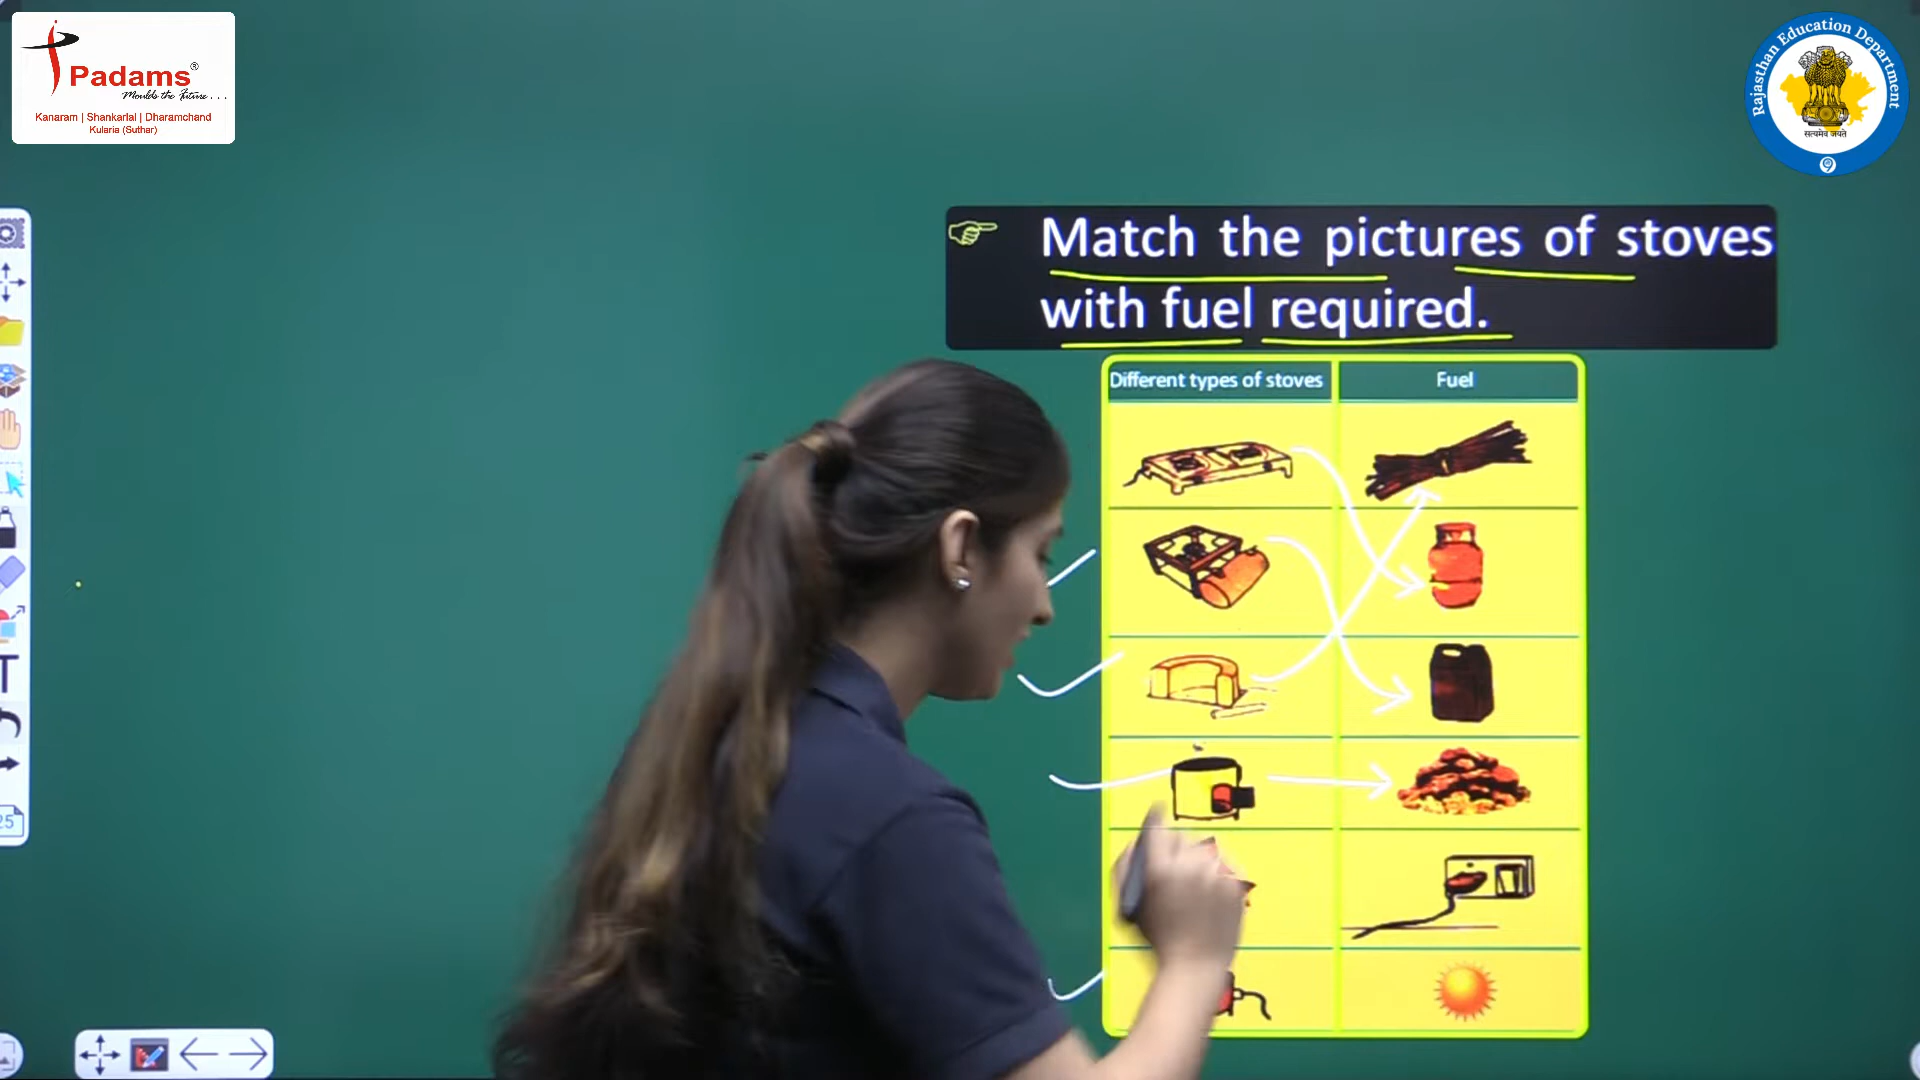 Padams®
Moulds the Future . . .
Kanaram | Shankarlal | Dharamchand
Kularia (Suthar)
Rajasthan Education Department
सत्यमेव जयते
Match the pictures of stoves
with fuel required.
Different types of stoves
Fuel
T
25